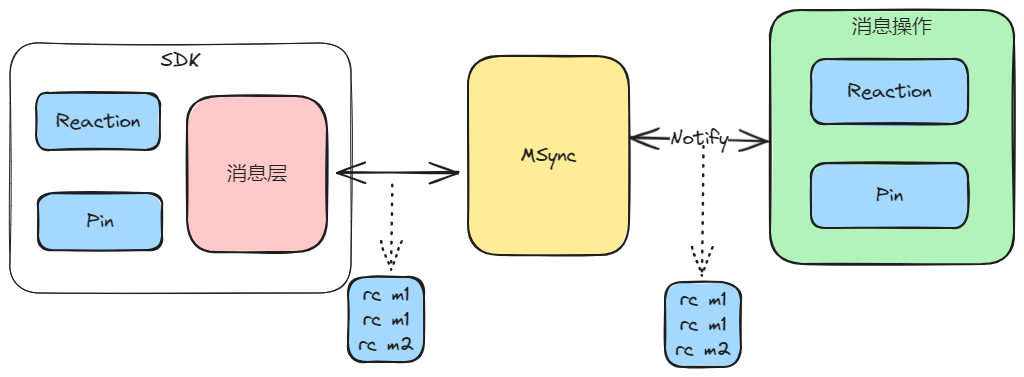 SDK
Reaction
Pin
消息层
MSync
Notify
消息操作
Reaction
Pin
rc m1
rc m1
rc m2
rc m1
rc m1
rc m2